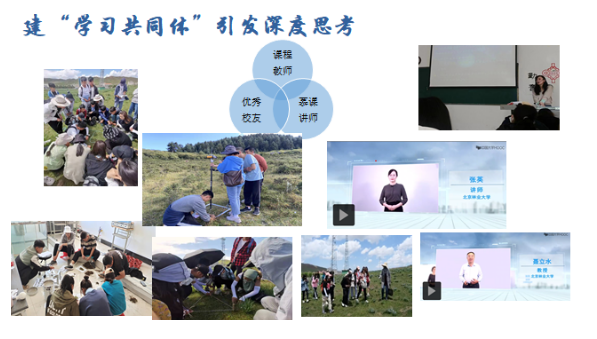 建“学习共同体”引发深度思考
课程
教师
优秀
校友
慕课
讲师
张英
讲师
北京林业大学
教授
北京林业大学